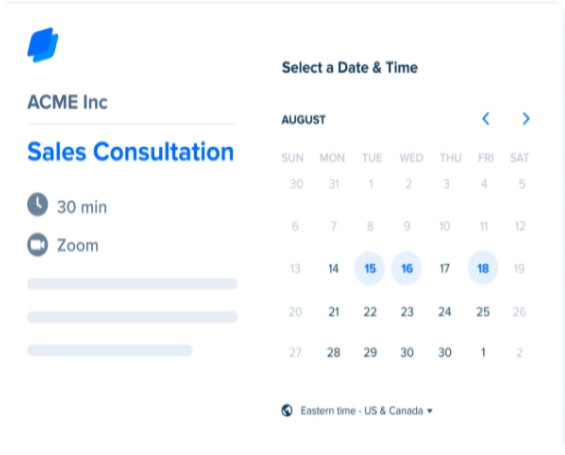 ACME Inc
Sales Consultation
30 min
Zoom
Select a Date & Time
AUGUST
SUN MON TUE WED THU FRI SAT
30 31 1 2 3 4 5
6 7 8 9 10 11 12
13 14 15 16 17 18 19
20 21 22 23 24 25 26
27 28 29 30 30 1 2
Eastern time - US & Canada